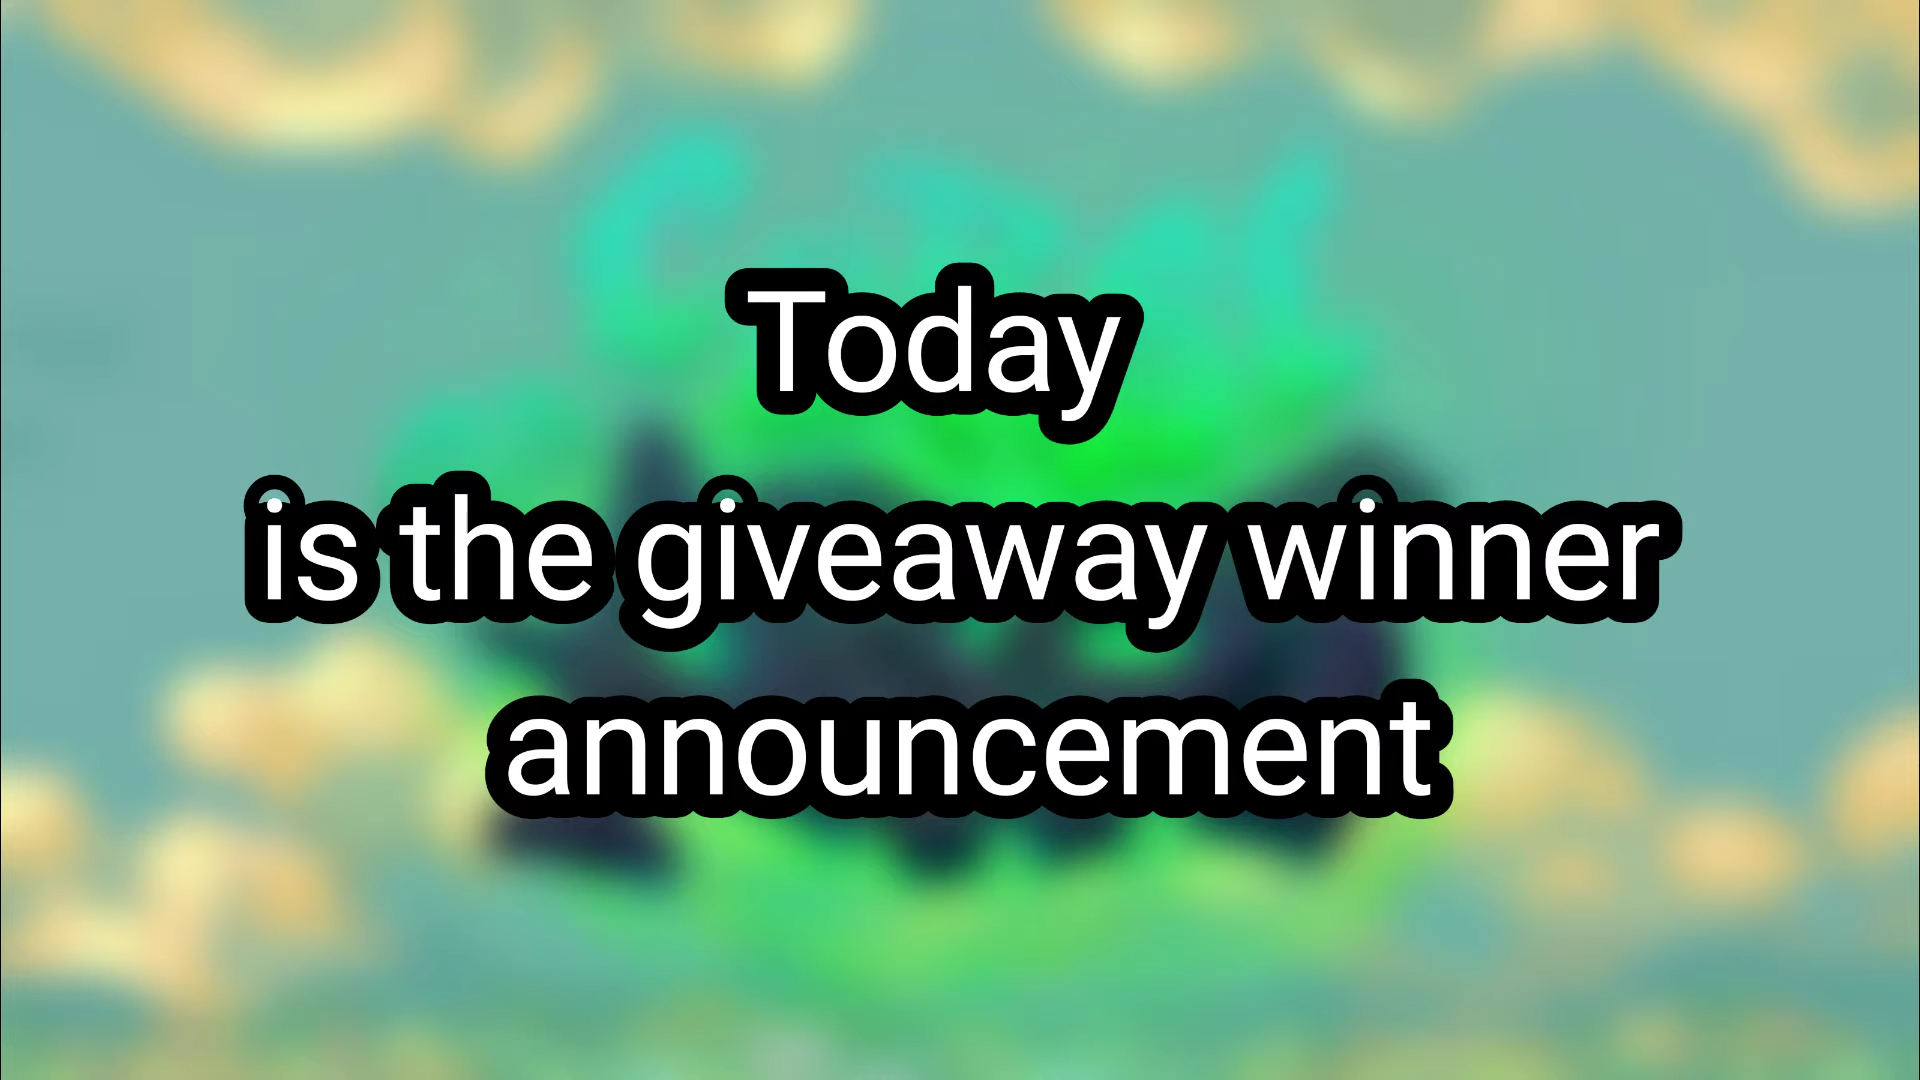 Today
is the giveaway winner
announcement